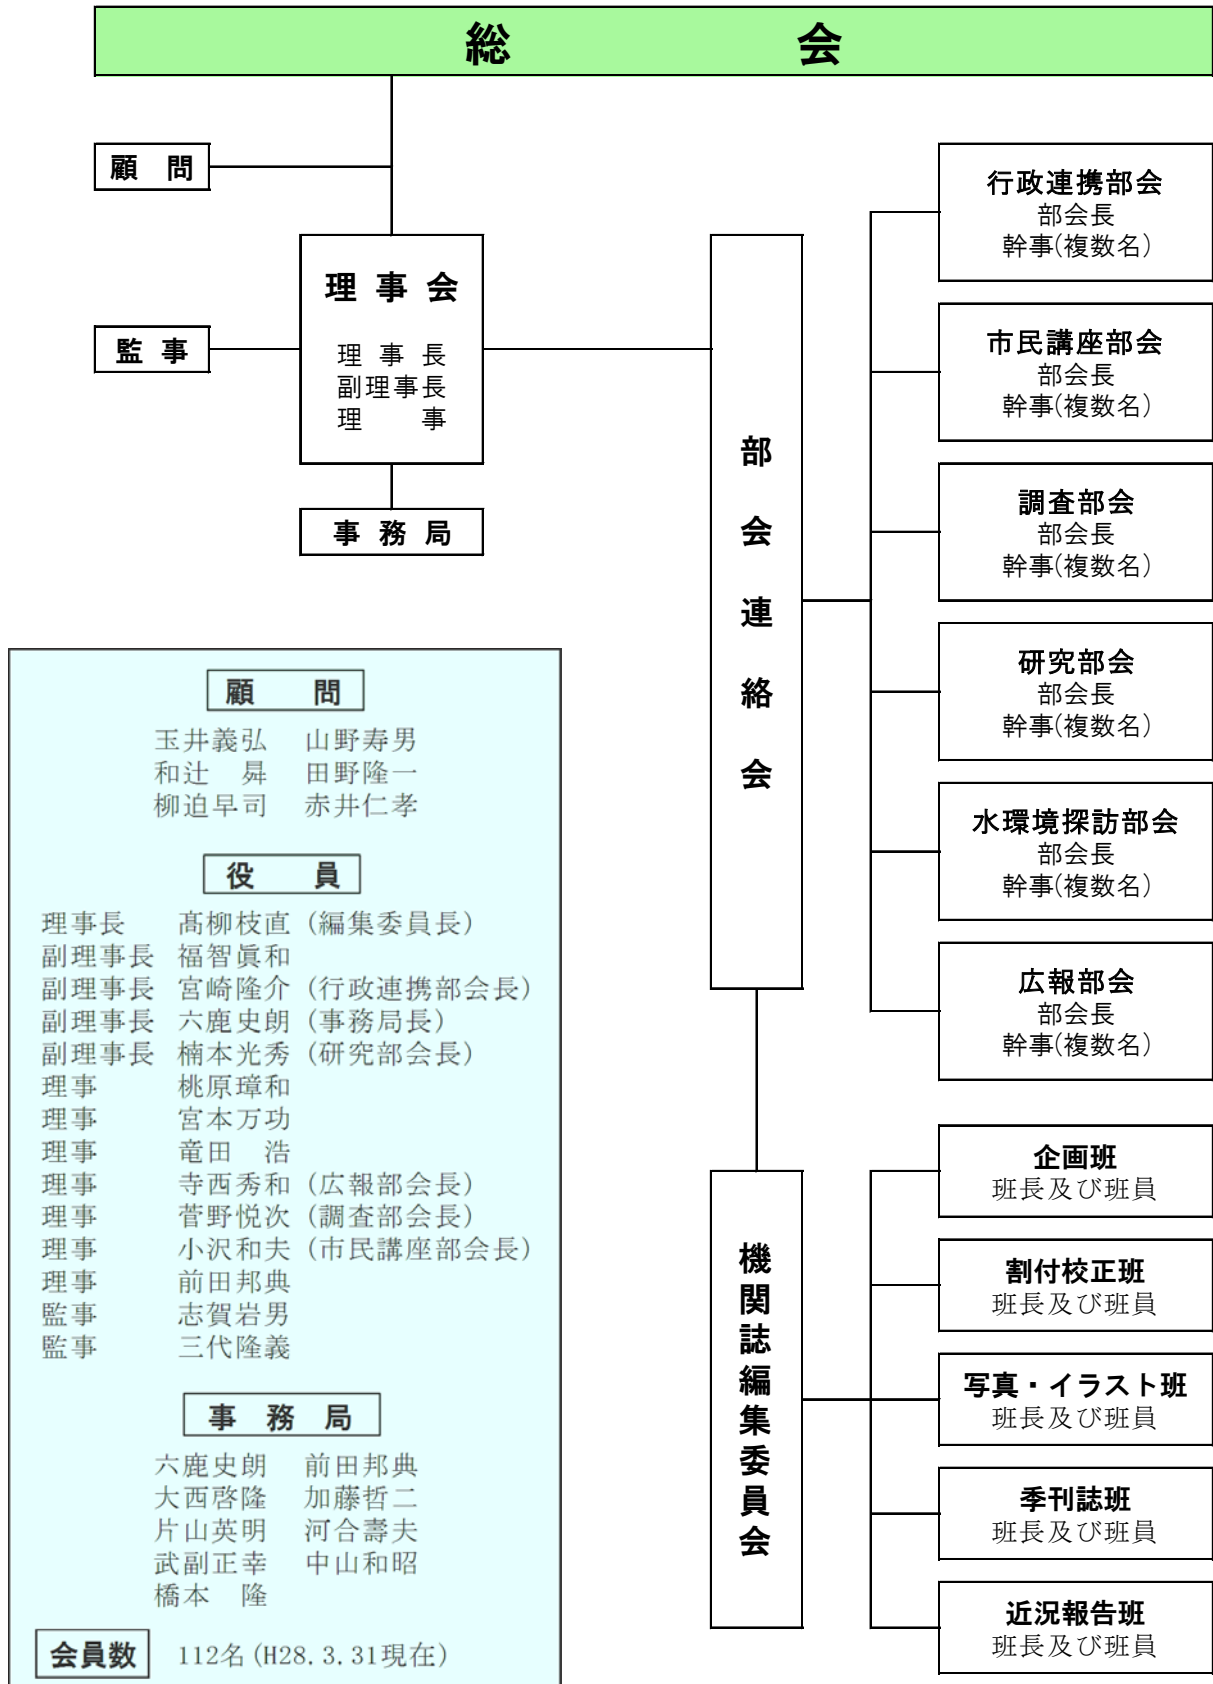 総　会
顧　問
理 事 会
理 事 長
副理事長
理　　事
監 事
事 務 局
部会連絡会
行政連携部会
部会長
幹事(複数名)
市民講座部会
部会長
幹事(複数名)
調査部会
部会長
幹事(複数名)
研究部会
部会長
幹事(複数名)
水環境探訪部会
部会長
幹事(複数名)
広報部会
部会長
幹事(複数名)
機関誌編集委員会
企画班
班長及び班員
割付校正班
班長及び班員
写真・イラスト班
班長及び班員
季刊誌班
班長及び班員
近況報告班
班長及び班員
顧　問
玉井義弘　山野寿男
和辻　曻　田野隆一
柳迫早司　赤井仁孝
役　員
理事長　髙柳枝直 (編集委員長)
副理事長　福智眞和
副理事長　宮崎隆介 (行政連携部会長)
副理事長　六鹿史朗 (事務局長)
副理事長　楠本光秀 (研究部会長)
理事　桃原璋和
理事　宮本万功
理事　竜田　浩
理事　寺西秀和 (広報部会長)
理事　菅野悦次 (調査部会長)
理事　小沢和夫 (市民講座部会長)
理事　前田邦典
監事　志賀岩男
監事　三代隆義
事 務 局
六鹿史朗　前田邦典
大西啓隆　加藤哲二
片山英明　河合壽夫
武副正幸　中山和昭
橋本　隆
会員数　112名 (H28.3.31現在)